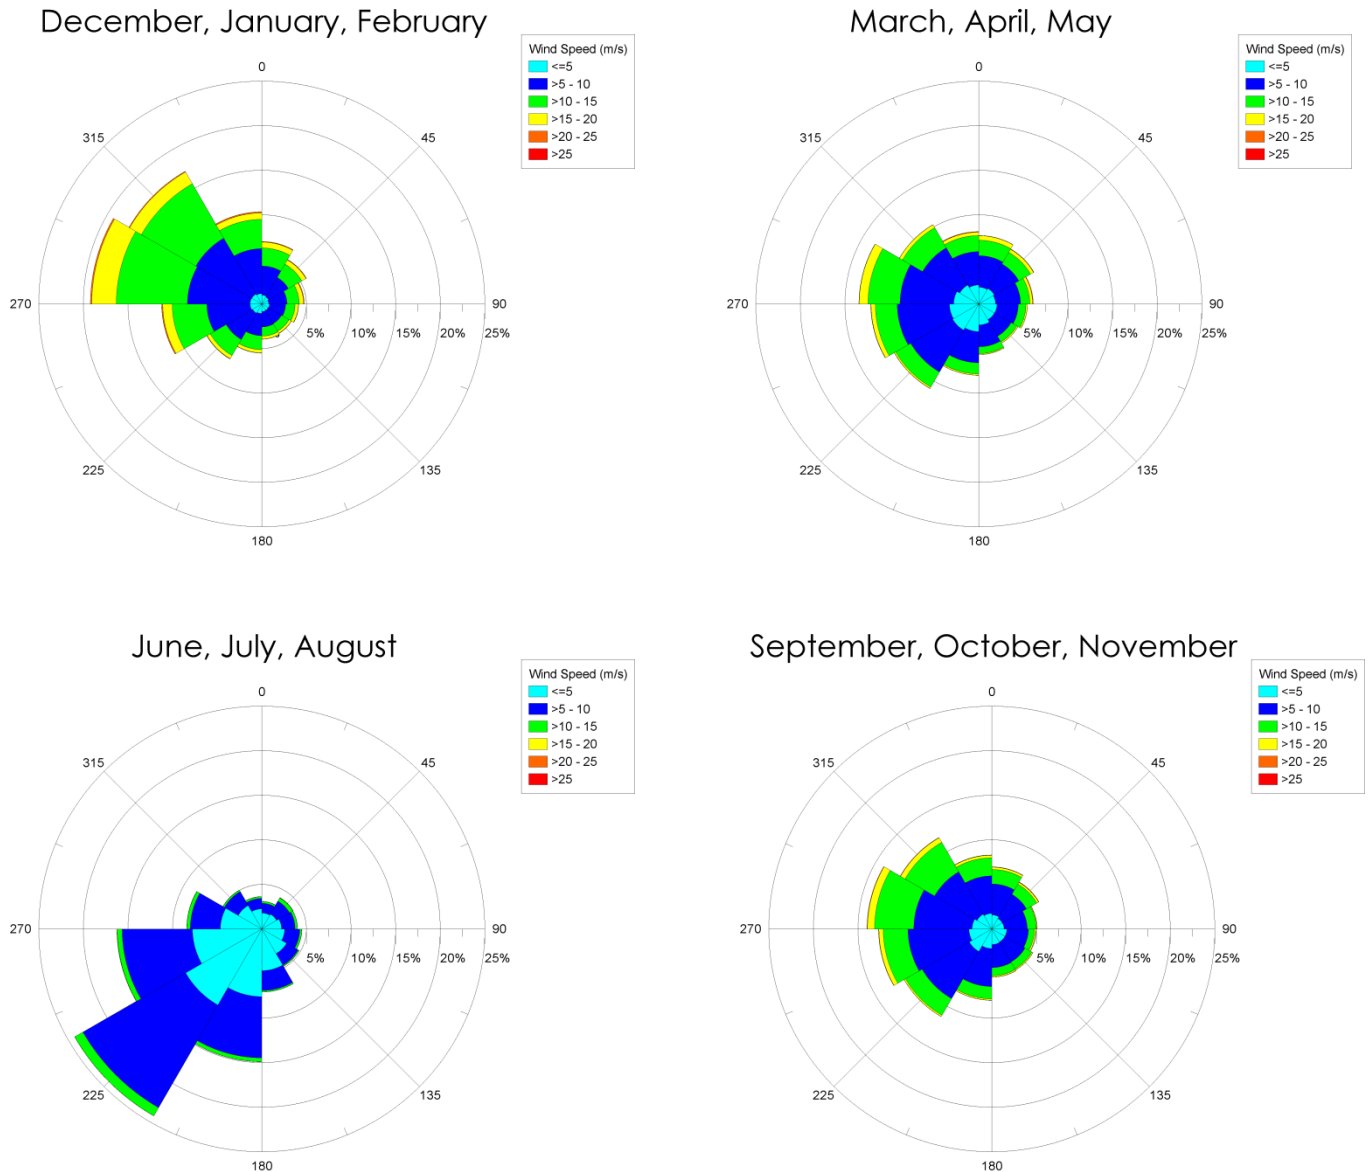 December, January, February
Wind Speed (m/s)
<=5
>5 - 10
>10 - 15
>15 - 20
>20 - 25
>25
0
45
90
135
180
225
270
315
5%
10%
15%
20%
25%
March, April, May
Wind Speed (m/s)
<=5
>5 - 10
>10 - 15
>15 - 20
>20 - 25
>25
0
45
90
135
180
225
270
315
5%
10%
15%
20%
25%
June, July, August
Wind Speed (m/s)
<=5
>5 - 10
>10 - 15
>15 - 20
>20 - 25
>25
0
45
90
135
180
225
270
315
5%
10%
15%
20%
25%
September, October, November
Wind Speed (m/s)
<=5
>5 - 10
>10 - 15
>15 - 20
>20 - 25
>25
0
45
90
135
180
225
270
315
5%
10%
15%
20%
25%